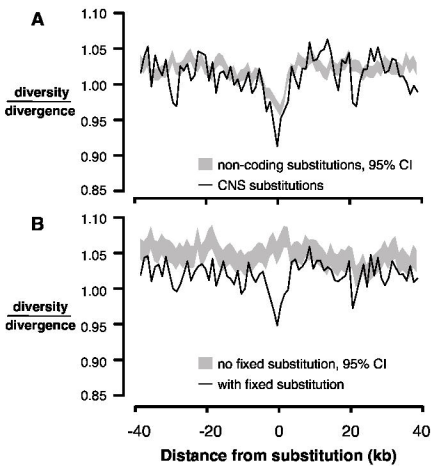 A
1.10
1.05
1.00
0.95
0.90
0.85
diversity
divergence
non-coding substitutions, 95% CI
CNS substitutions
B
1.10
1.05
1.00
0.95
0.90
0.85
diversity
divergence
no fixed substitution, 95% CI
with fixed substitution
-40 -20 0 20 40
Distance from substitution (kb)